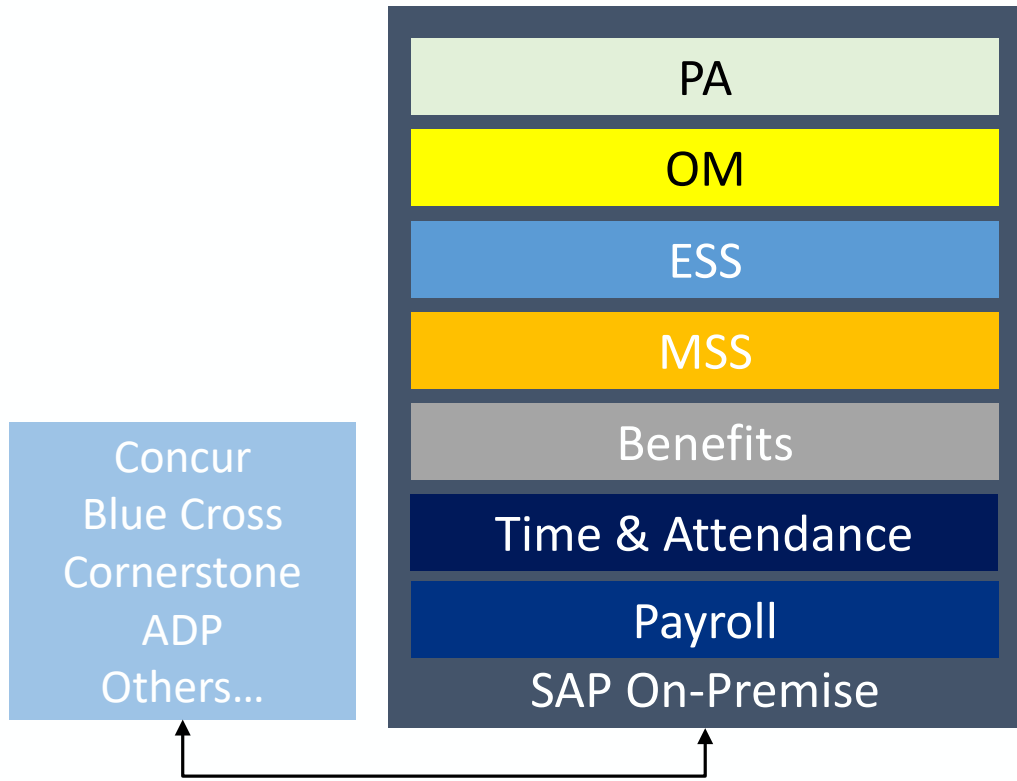 PA
OM
ESS
MSS
Benefits
Time & Attendance
Payroll
SAP On-Premise
Concur
Blue Cross
Cornerstone
ADP
Others...